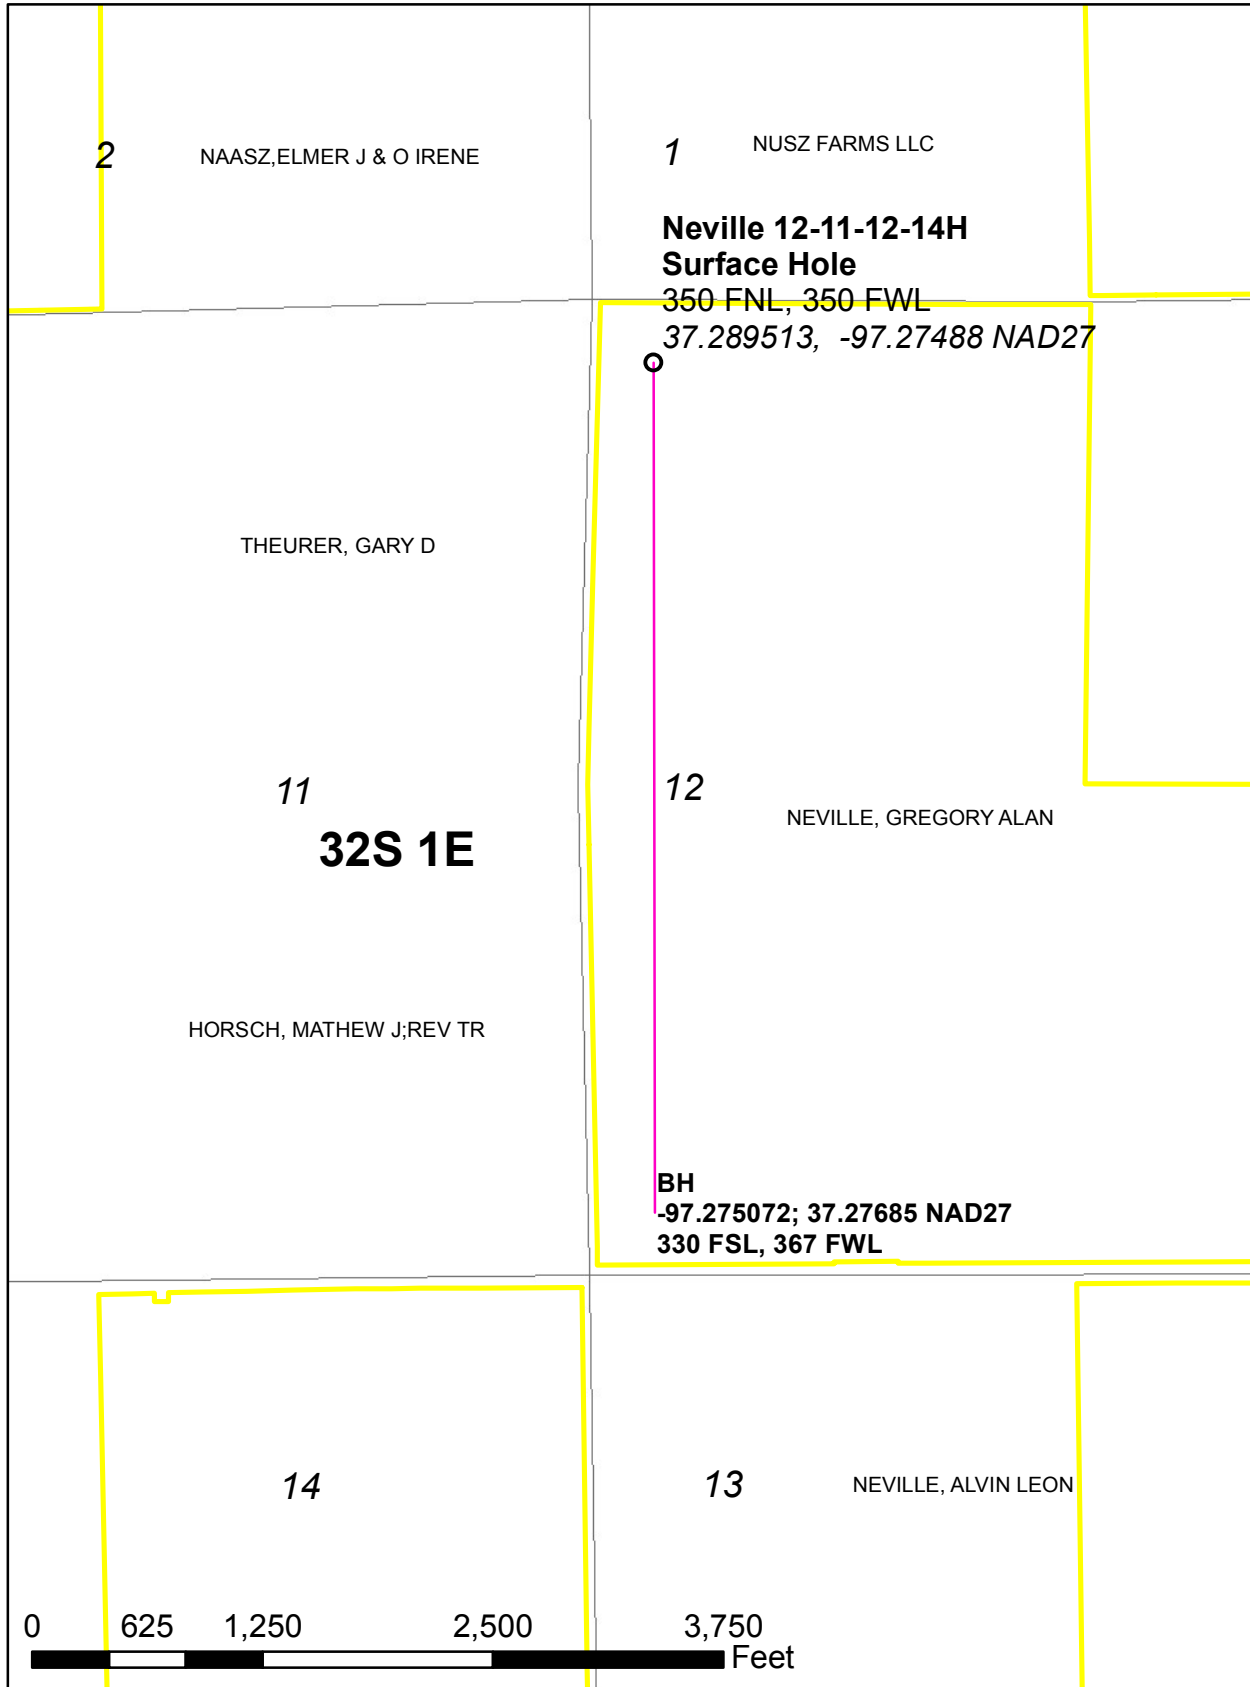 2
NAASZ,ELMER J & O IRENE
1
NUSZ FARMS LLC
Neville 12-11-12-14H
Surface Hole
350 FNL, 350 FWL
37.289513, -97.27488 NAD27
THEURER, GARY D
11
12
NEVILLE, GREGORY ALAN
32S 1E
HORSCH, MATHEW J;REV TR
BH
-97.275072; 37.27685 NAD27
330 FSL, 367 FWL
14
13
NEVILLE, ALVIN LEON
0 625 1,250 2,500 3,750
Feet